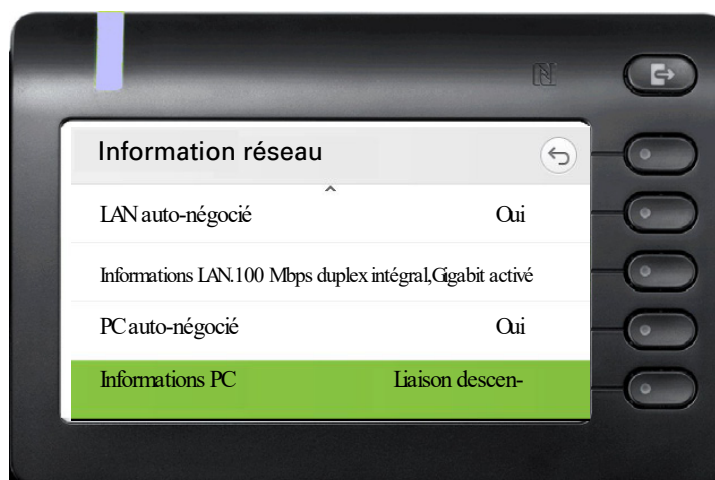 Information réseau
LAN auto-négocié Oui
Informations LAN.100 Mbps duplex intégral,Gigabit activé
PC auto-négocié Oui
Informations PC Liaison descen-